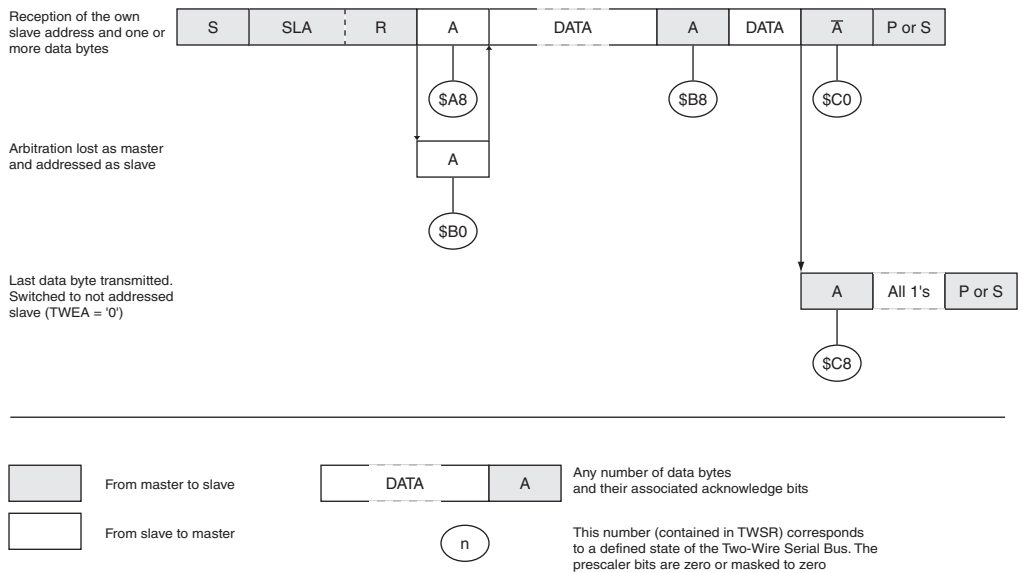 Reception of the own
slave address and one or
more data bytes
S SLA R A DATA A DATA A̅ P or S
$A8 $B8 $C0
Arbitration lost as master
and addressed as slave
A
$B0
Last data byte transmitted.
Switched to not addressed
slave (TWEA = '0')
A All 1's P or S
$C8
From master to slave
From slave to master
DATA A
Any number of data bytes
and their associated acknowledge bits
n
This number (contained in TWSR) corresponds
to a defined state of the Two-Wire Serial Bus. The
prescaler bits are zero or masked to zero